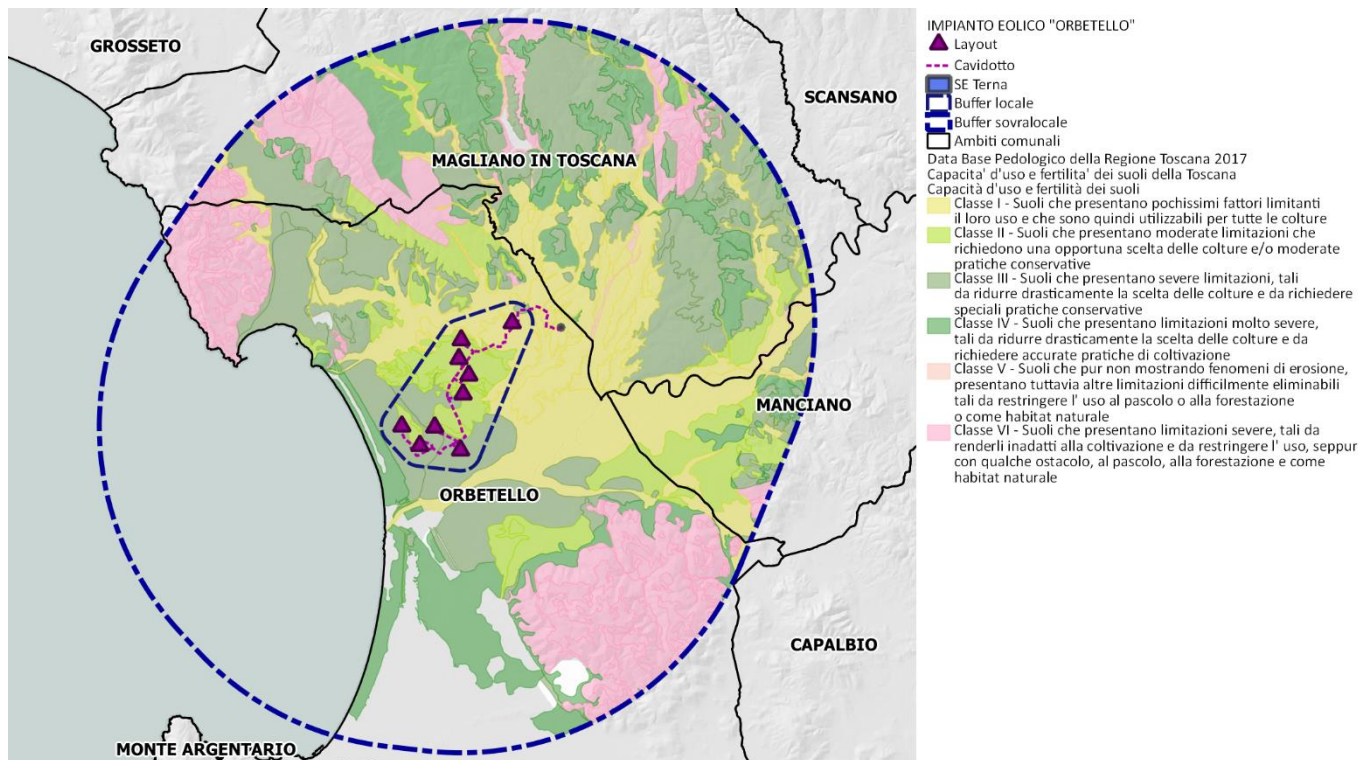 GROSSETO
SCANSANO
MAGLIANO IN TOSCANA
MANCIANO
ORBETELLO
CAPALBIO
MONTE ARGENTARIO
IMPIANTO EOLICO "ORBETELLO"
Layout
Cavidotto
SE Terna
Buffer locale
Buffer sovralocale
Ambiti comunali
Data Base Pedologico della Regione Toscana 2017
Capacita' d'uso e fertilita' dei suoli della Toscana
Capacità d'uso e fertilità dei suoli
Classe I - Suoli che presentano pochissimi fattori limitanti
il loro uso e che sono quindi utilizzabili per tutte le colture
Classe II - Suoli che presentano moderate limitazioni che
richiedono una opportuna scelta delle colture e/o moderate
pratiche conservative
Classe III - Suoli che presentano severe limitazioni, tali
da ridurre drasticamente la scelta delle colture e da richiedere
speciali pratiche conservative
Classe IV - Suoli che presentano limitazioni molto severe,
tali da ridurre drasticamente la scelta delle colture e da
richiedere accurate pratiche di coltivazione
Classe V - Suoli che pur non mostrando fenomeni di erosione,
presentano tuttavia altre limitazioni difficilmente eliminabili
tali da restringere l' uso al pascolo o alla forestazione
o come habitat naturale
Classe VI - Suoli che presentano limitazioni severe, tali da
renderli inadatti alla coltivazione e da restringere l' uso, seppur
con qualche ostacolo, al pascolo, alla forestazione e come
habitat naturale